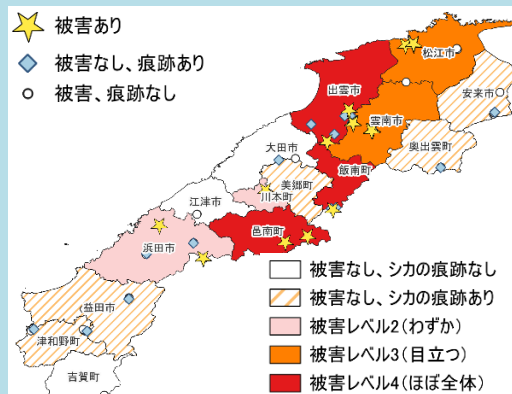 被害あり
被害なし、痕跡あり
被害、痕跡なし
松江市
出雲市
安来市
雲南市
奥出雲町
大田市
飯南町
美郷町
川本町
江津市
邑南町
浜田市
益田市
津和野町
吉賀町
被害なし、シカの痕跡なし
被害なし、シカの痕跡あり
被害レベル2(わずか)
被害レベル3(目立つ)
被害レベル4(ほぼ全体)